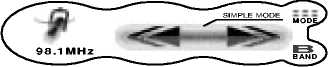 SIMPLE MODE
MODE
98.1MHz
B
BAND